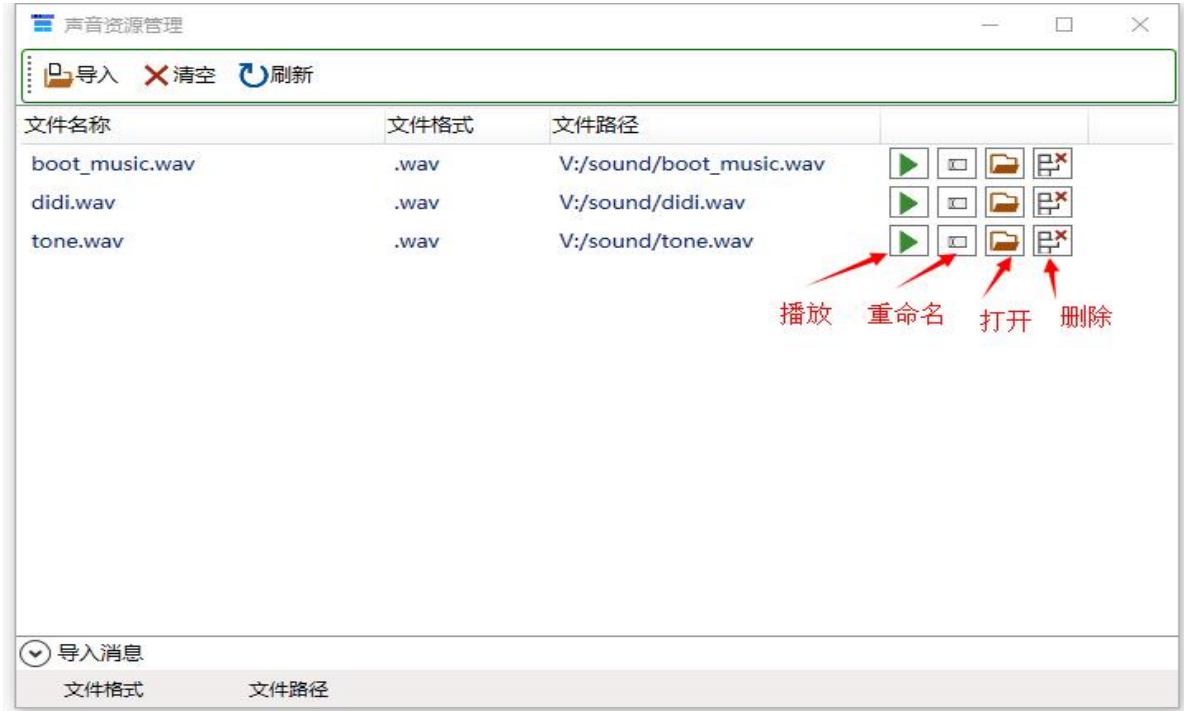 声音资源管理
导入 清空 刷新
文件名称 文件格式 文件路径
boot_music.wav .wav V:/sound/boot_music.wav
didi.wav .wav V:/sound/didi.wav
tone.wav .wav V:/sound/tone.wav
播放 重命名 打开 删除
导入消息
文件格式 文件路径